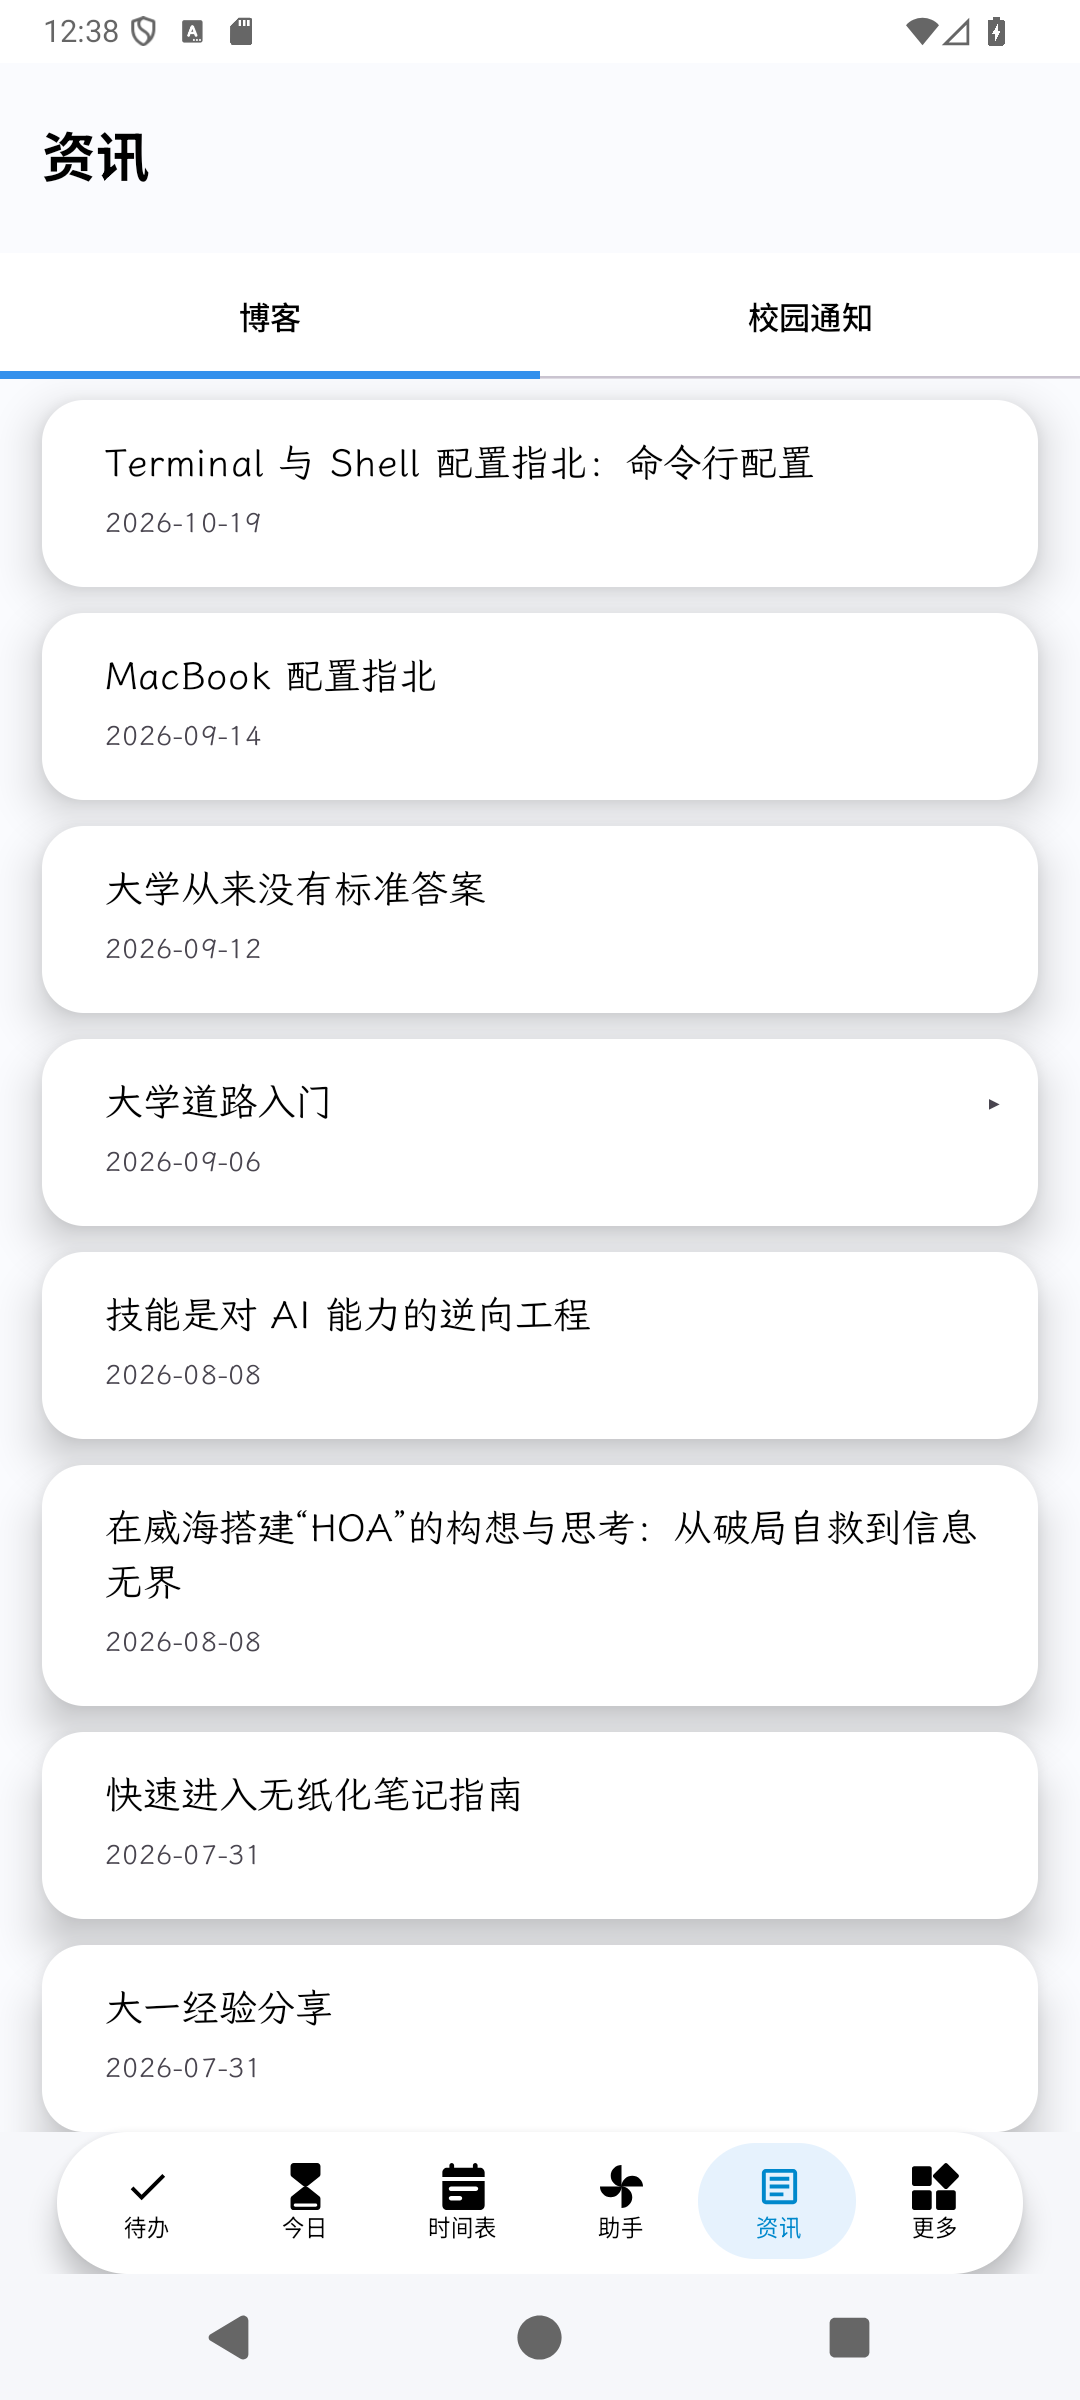 12:38
资讯
博客
校园通知
Terminal 与 Shell 配置指北：命令行配置
2026-10-19
MacBook 配置指北
2026-09-14
大学从来没有标准答案
2026-09-12
大学道路入门
2026-09-06
技能是对 AI 能力的逆向工程
2026-08-08
在威海搭建“HOA”的构想与思考：从破局自救到信息
无界
2026-08-08
快速进入无纸化笔记指南
2026-07-31
大一经验分享
2026-07-31
待办
今日
时间表
助手
资讯
更多